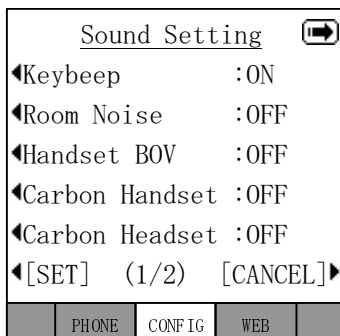 Sound Setting
Keybeep :ON
Room Noise :OFF
Handset BOV :OFF
Carbon Handset :OFF
Carbon Headset :OFF
[SET] (1/2) [CANCEL]
PHONE CONFIG WEB